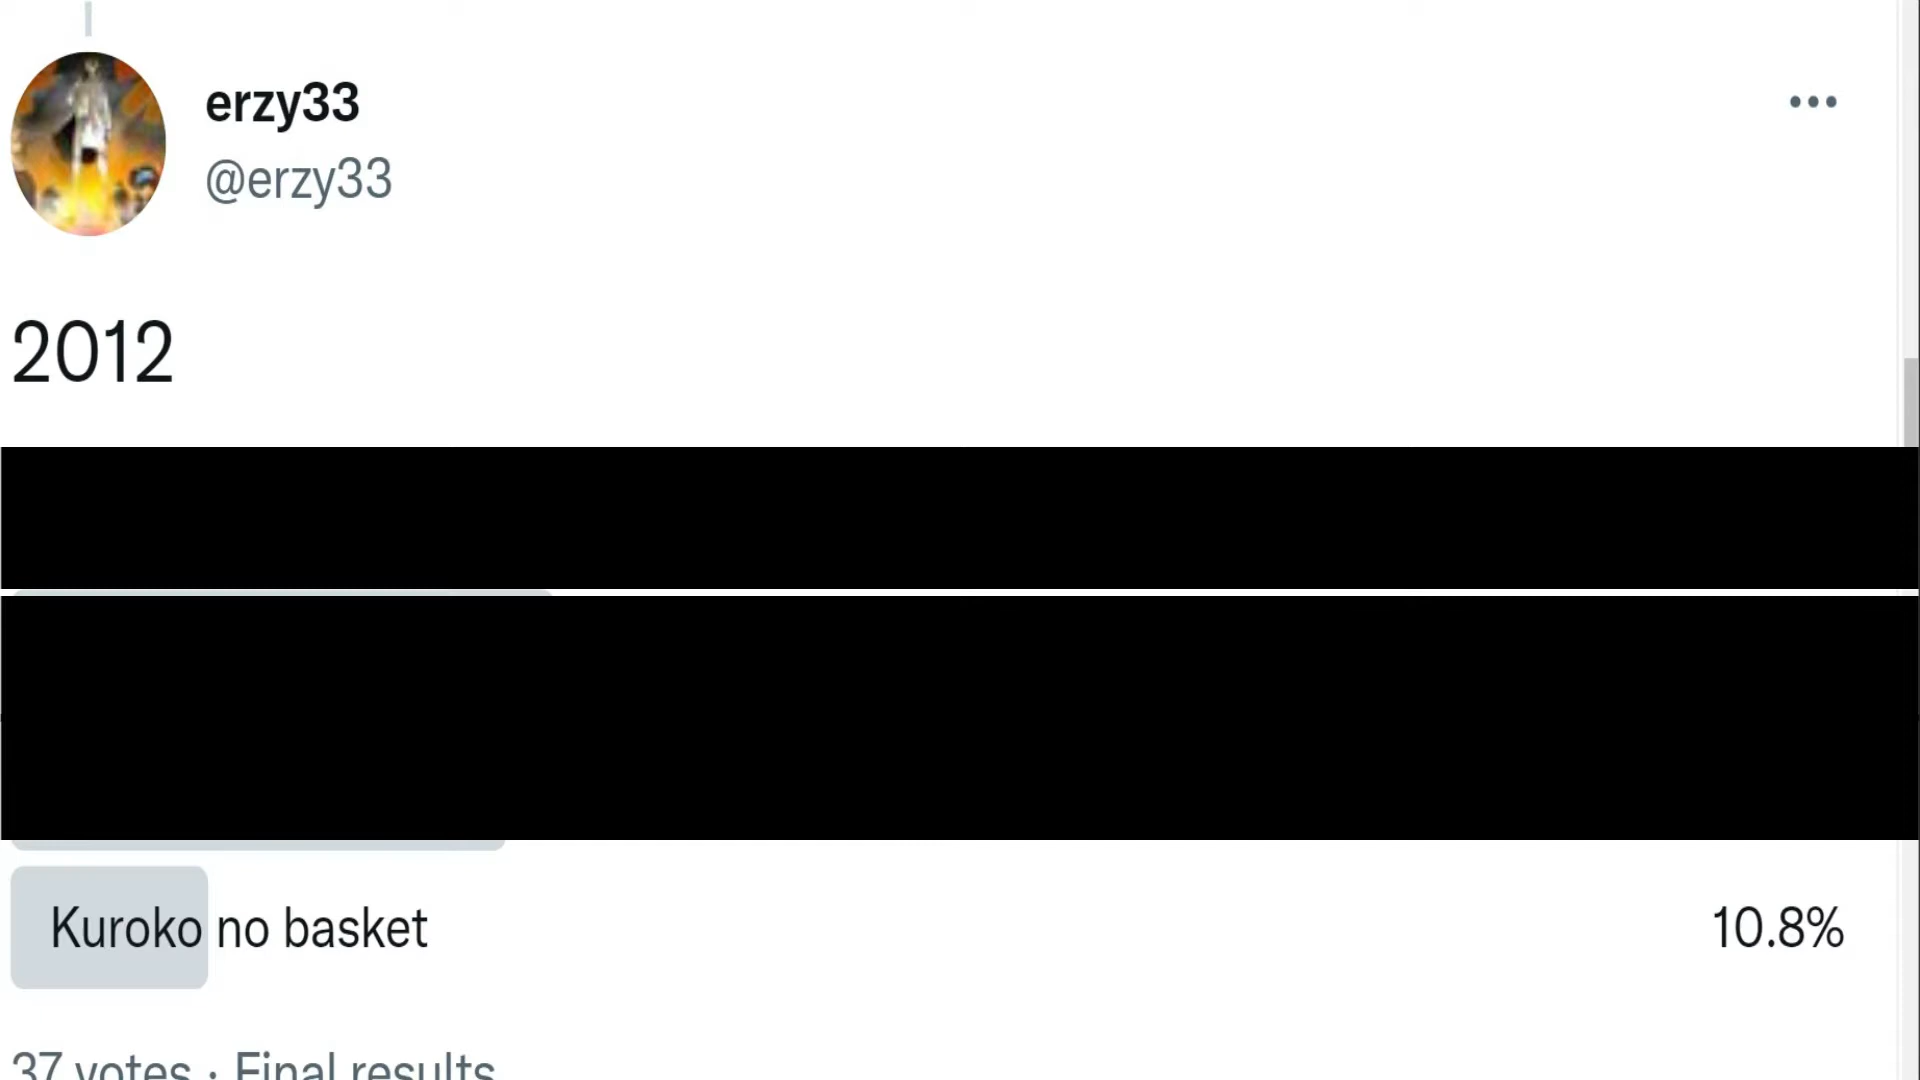 erzy33
@erzy33
2012
Kuroko no basket
10.8%
37 votes · Final results